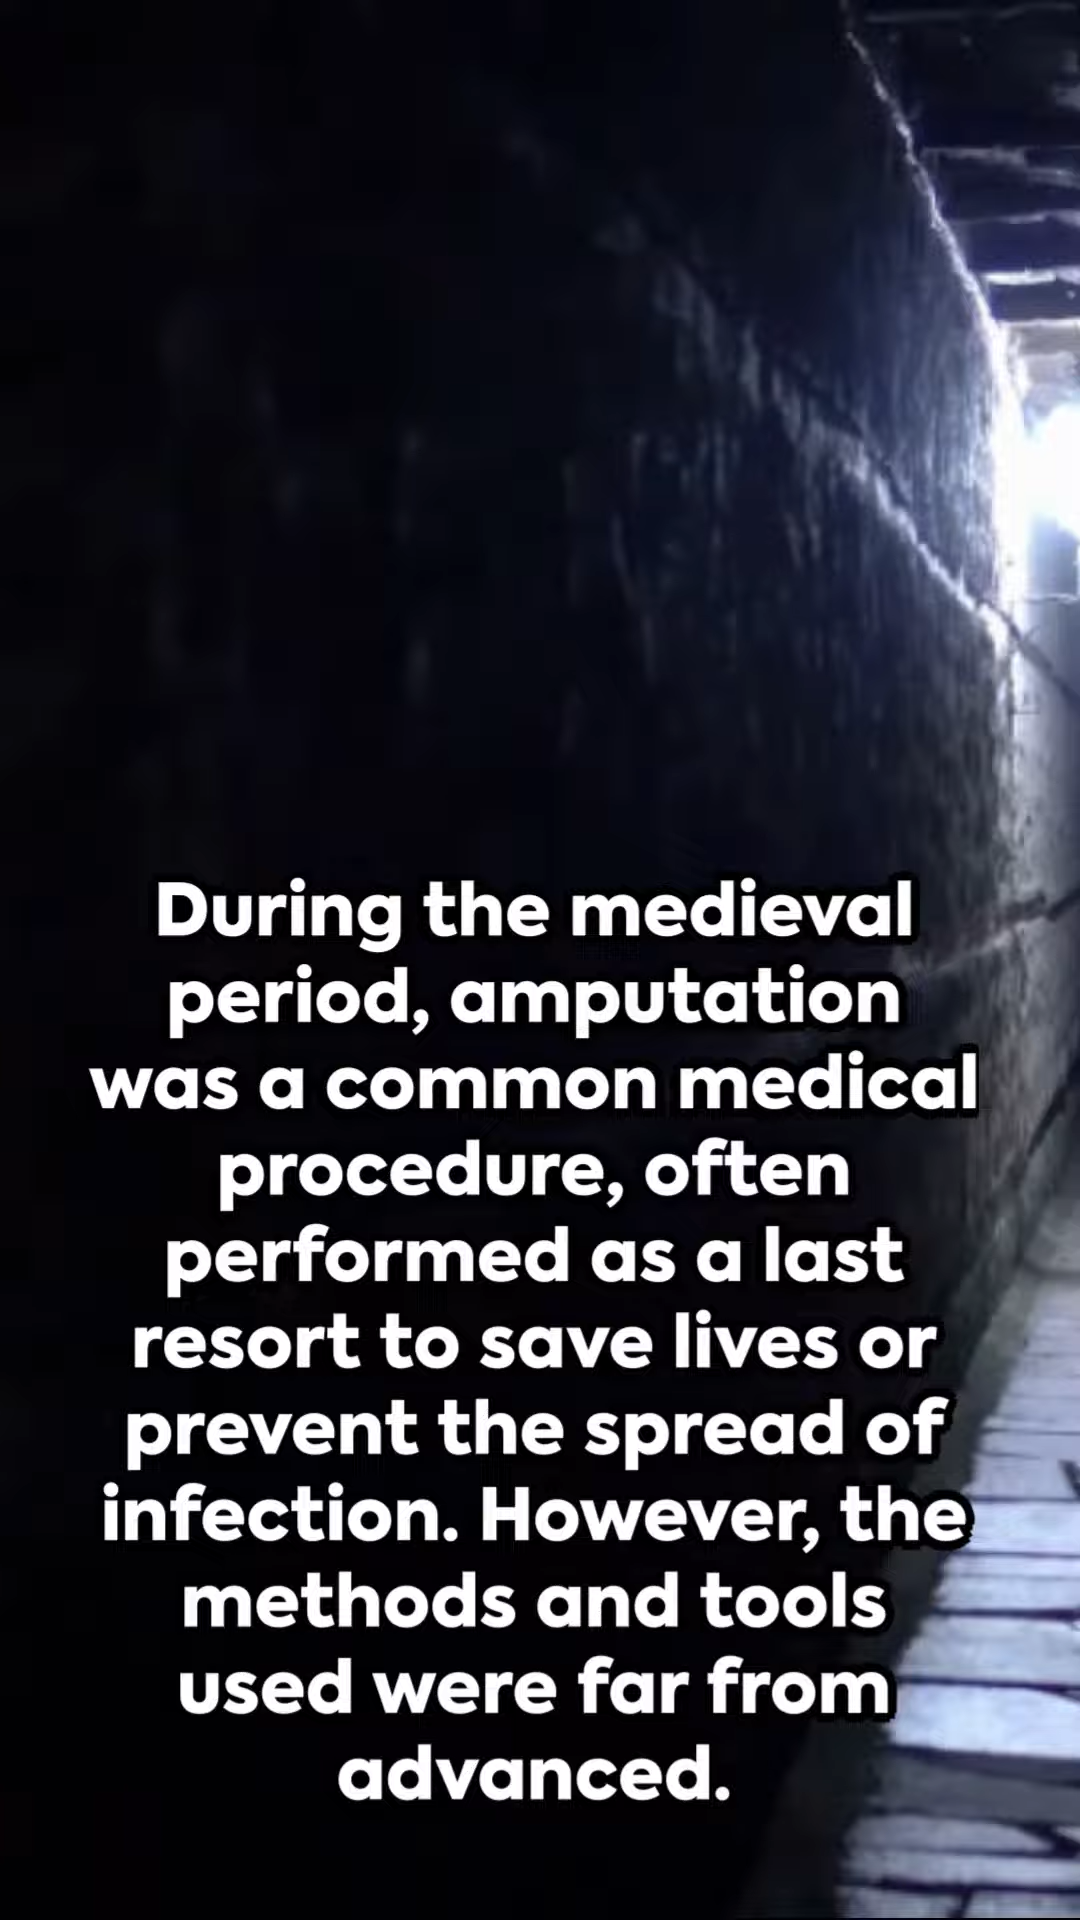 During the medieval
period, amputation
was a common medical
procedure, often
performed as a last
resort to save lives or
prevent the spread of
infection. However, the
methods and tools
used were far from
advanced.